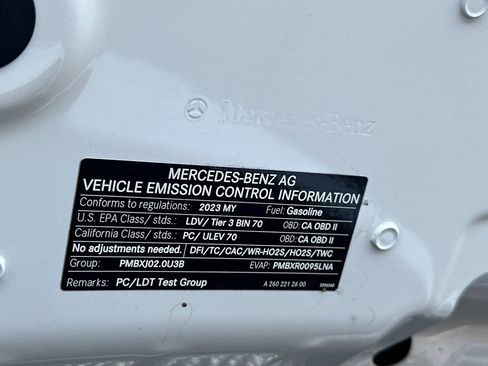 Mercedes-Benz
MERCEDES-BENZ AG
VEHICLE EMISSION CONTROL INFORMATION
Conforms to regulations: 2023 MY Fuel: Gasoline
U.S. EPA Class/ stds.: LDV/ Tier 3 BIN 70 OBD: CA OBD II
California Class/ stds.: PC/ ULEV 70 OBD: CA OBD II
No adjustments needed. DFI/TC/CAC/WR-HO2S/HO2S/TWC
Group: PMBXJ02.0U3B EVAP: PMBXR0095LNA
Remarks: PC/LDT Test Group A 260 221 26 00